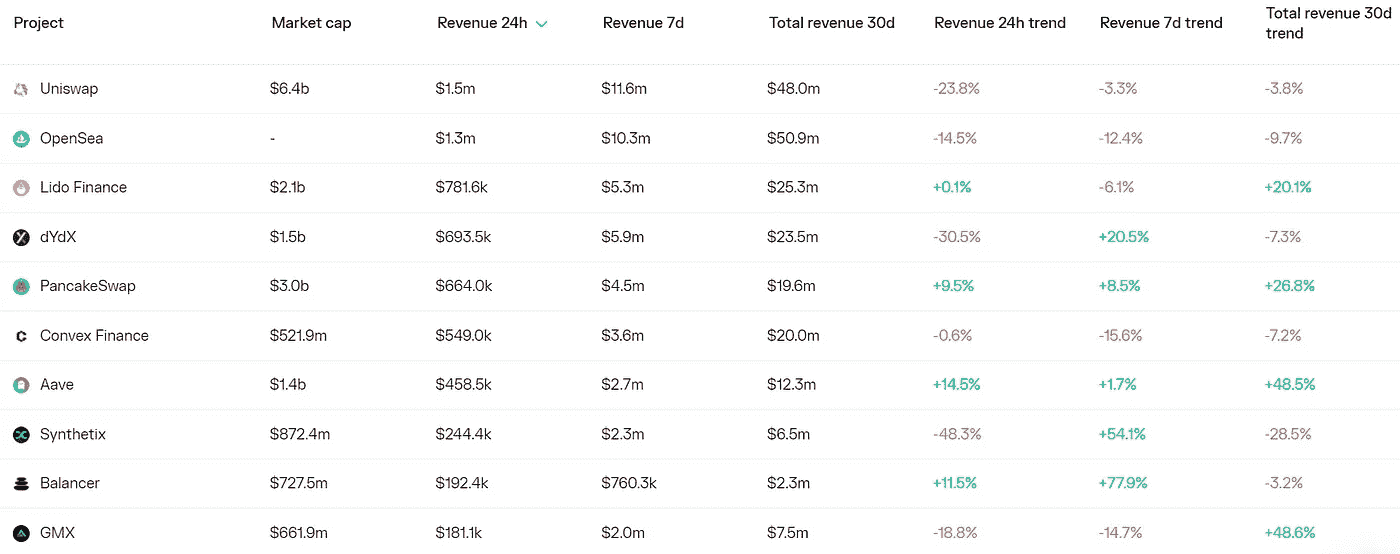 Project Market cap Revenue 24h Revenue 7d Total revenue 30d Revenue 24h trend Revenue 7d trend Total revenue 30d trend
Uniswap $6.4b $1.5m $11.6m $48.0m -23.8% -3.3% -3.8%
OpenSea - $1.3m $10.3m $50.9m -14.5% -12.4% -9.7%
Lido Finance $2.1b $781.6k $5.3m $25.3m +0.1% -6.1% +20.1%
dYdX $1.5b $693.5k $5.9m $23.5m -30.5% +20.5% -7.3%
PancakeSwap $3.0b $664.0k $4.5m $19.6m +9.5% +8.5% +26.8%
Convex Finance $521.9m $549.0k $3.6m $20.0m -0.6% -15.6% -7.2%
Aave $1.4b $458.5k $2.7m $12.3m +14.5% +1.7% +48.5%
Synthetix $872.4m $244.4k $2.3m $6.5m -48.3% +54.1% -28.5%
Balancer $727.5m $192.4k $760.3k $2.3m +11.5% +77.9% -3.2%
GMX $661.9m $181.1k $2.0m $7.5m -18.8% -14.7% +48.6%